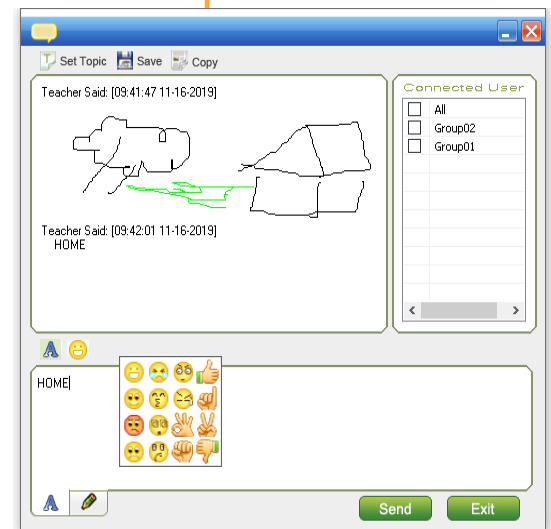 Set Topic Save Copy
Teacher Said: [09:41:47 11-16-2019]
Teacher Said: [09:42:01 11-16-2019]
HOME
Connected User
All
Group02
Group01
A
HOME
A
Send Exit